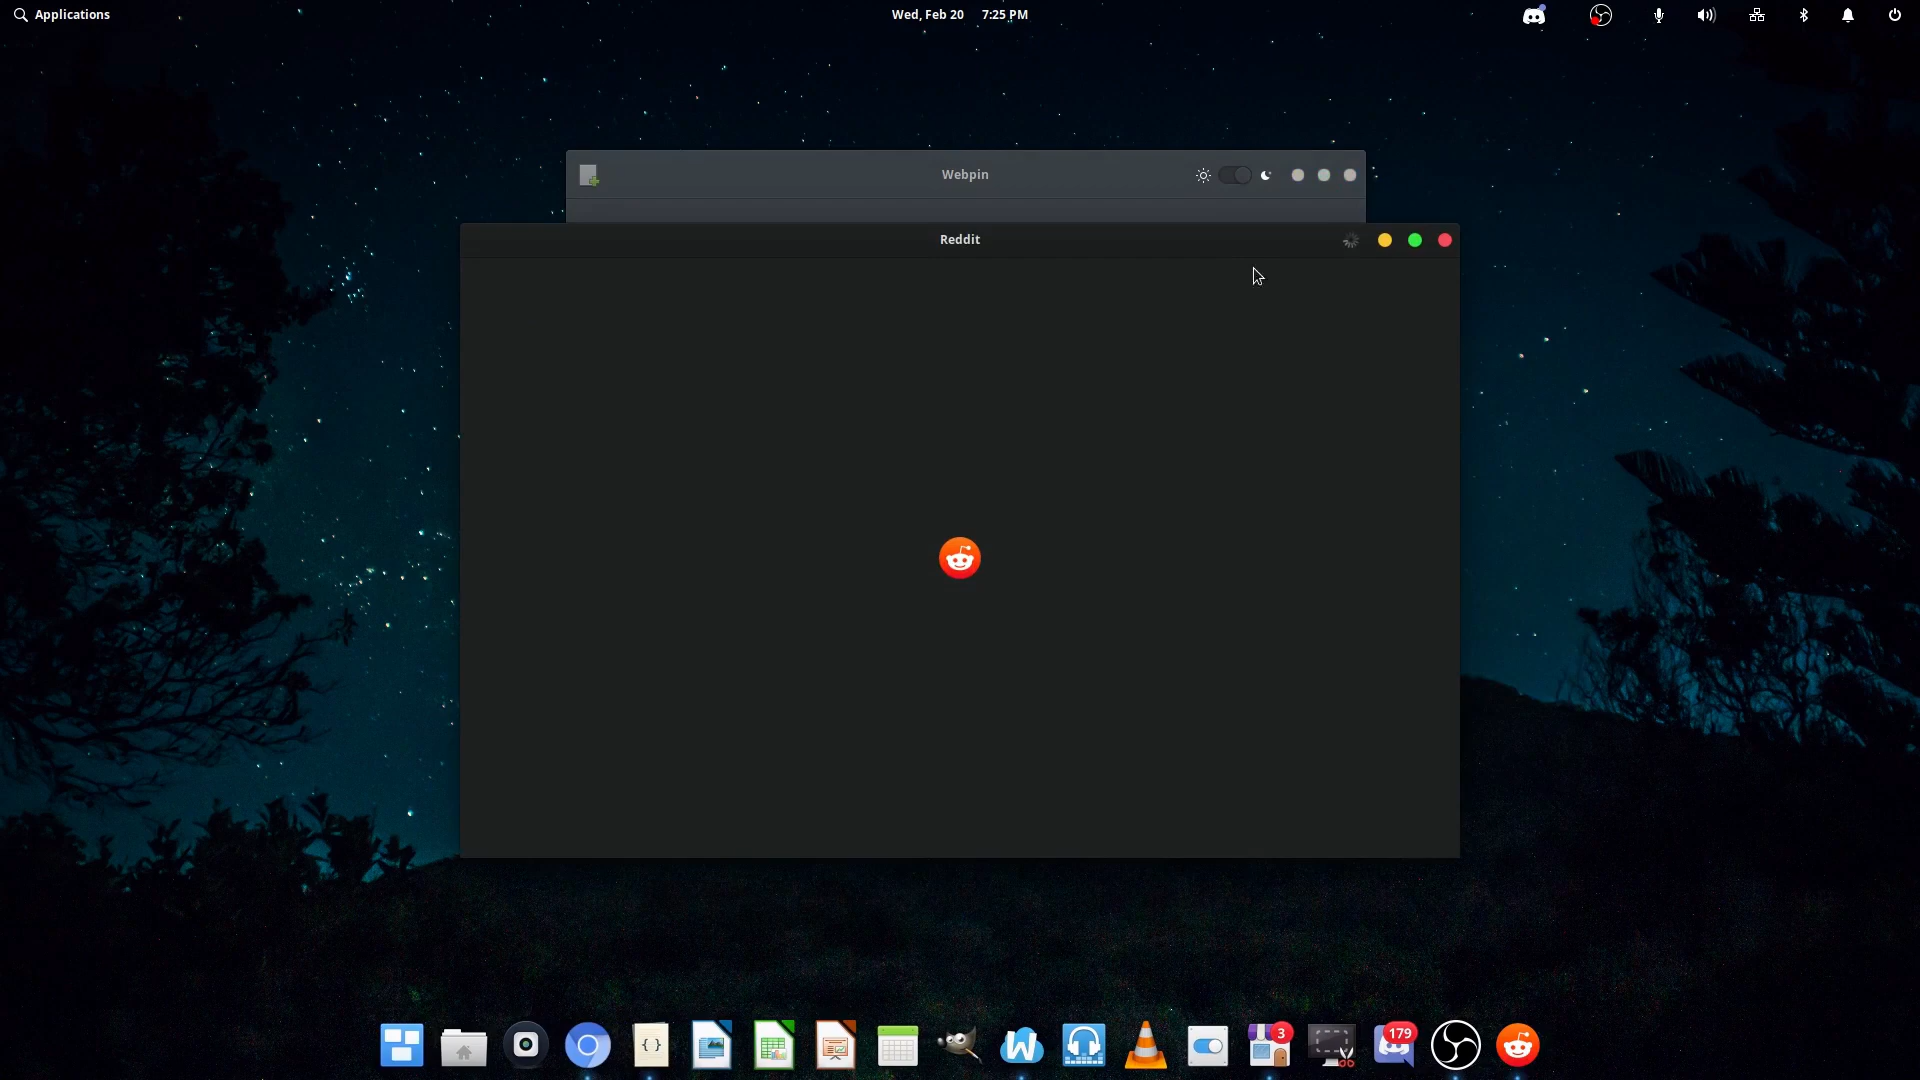 Applications
Wed, Feb 20 7:25 PM
Webpin
Reddit
{ }
W
3
179